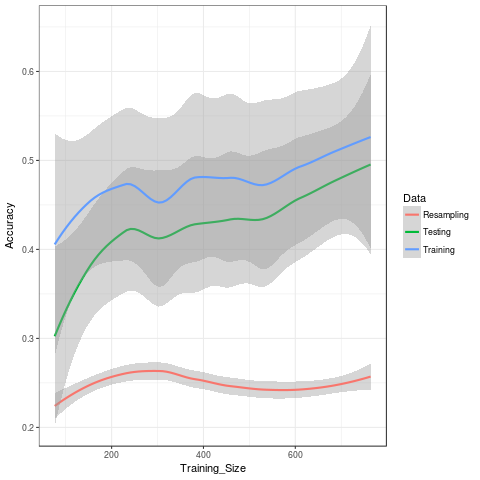 0.6
0.5
0.4
0.3
0.2
Accuracy
200
400
600
Training_Size
Data
Resampling
Testing
Training